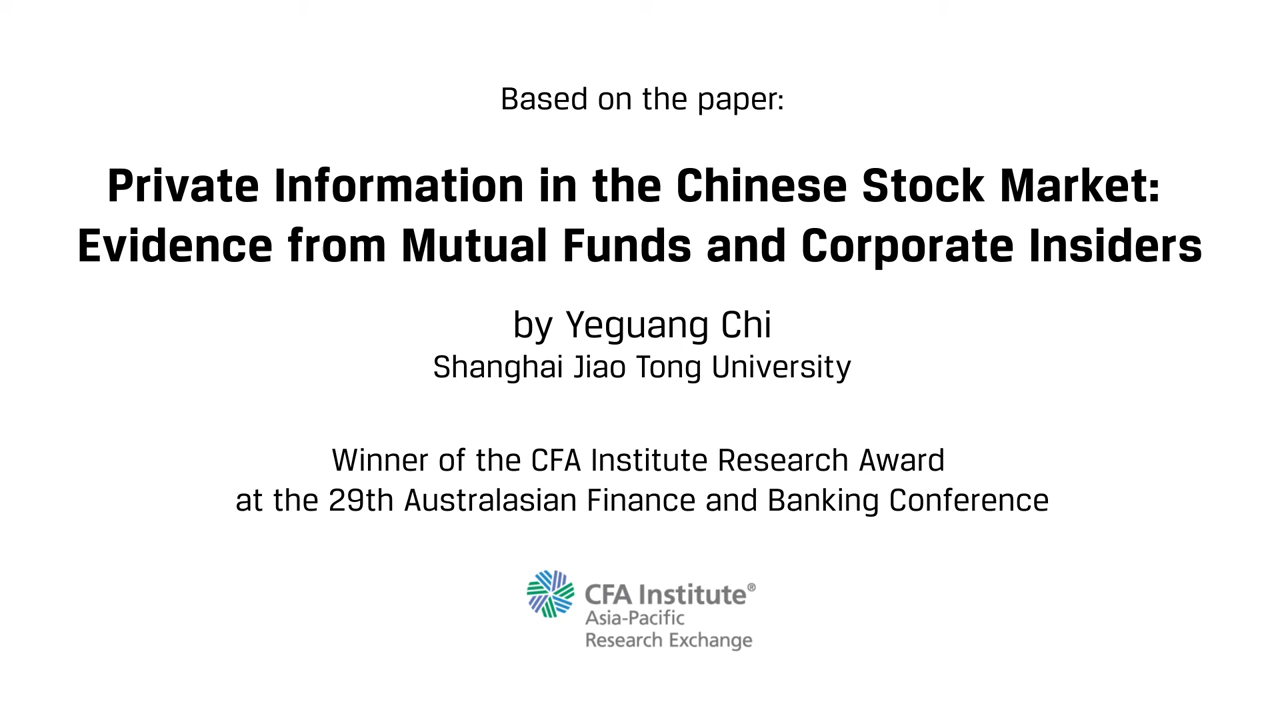 Based on the paper:
Private Information in the Chinese Stock Market:
Evidence from Mutual Funds and Corporate Insiders
by Yeguang Chi
Shanghai Jiao Tong University
Winner of the CFA Institute Research Award
at the 29th Australasian Finance and Banking Conference
CFA Institute®
Asia-Pacific
Research Exchange